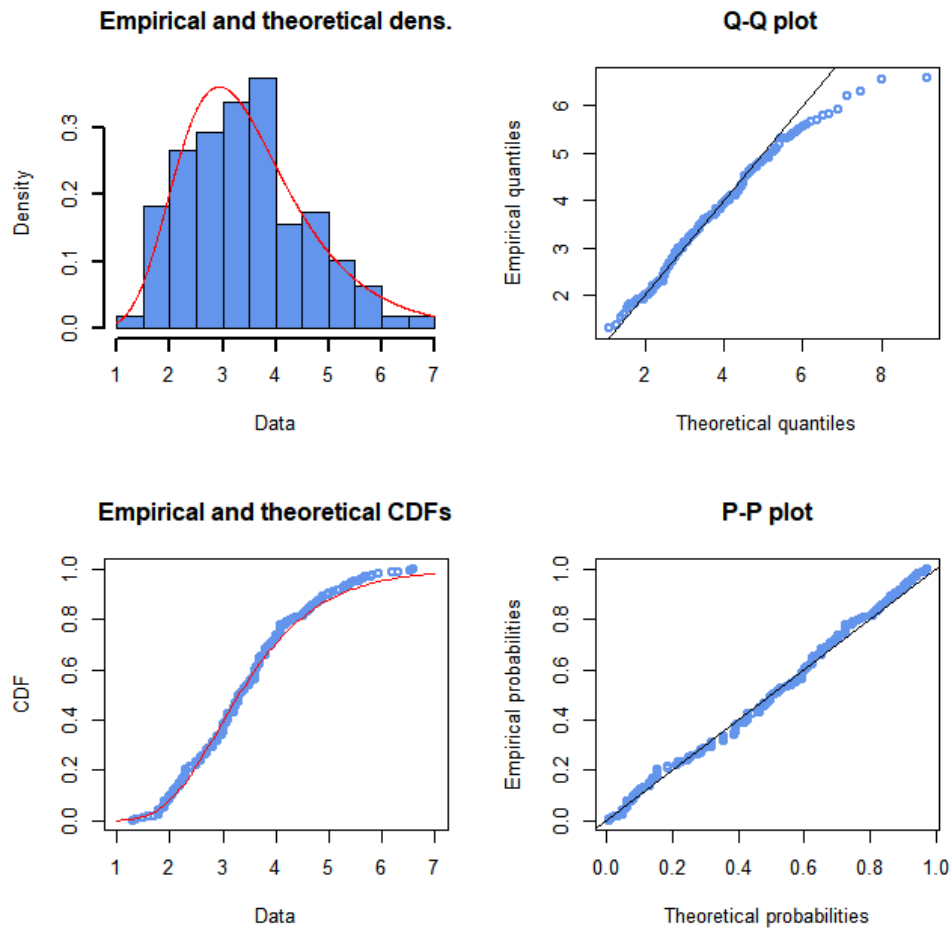 Empirical and theoretical dens.
Density
0.0
0.1
0.2
0.3
1 2 3 4 5 6 7
Data
Q-Q plot
Empirical quantiles
2
3
4
5
6
2 4 6 8
Theoretical quantiles
Empirical and theoretical CDFs
CDF
0.0
0.2
0.4
0.6
0.8
1.0
1 2 3 4 5 6 7
Data
P-P plot
Empirical probabilities
0.0
0.2
0.4
0.6
0.8
1.0
0.0 0.2 0.4 0.6 0.8 1.0
Theoretical probabilities